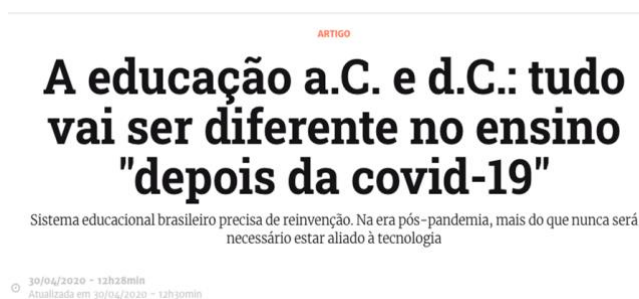 ARTIGO
A educação a.C. e d.C.: tudo
vai ser diferente no ensino
"depois da covid-19"
Sistema educacional brasileiro precisa de reinvenção. Na era pós-pandemia, mais do que nunca será
necessário estar aliado à tecnologia
30/04/2020 - 12h28min
Atualizada em 30/04/2020 - 12h30min